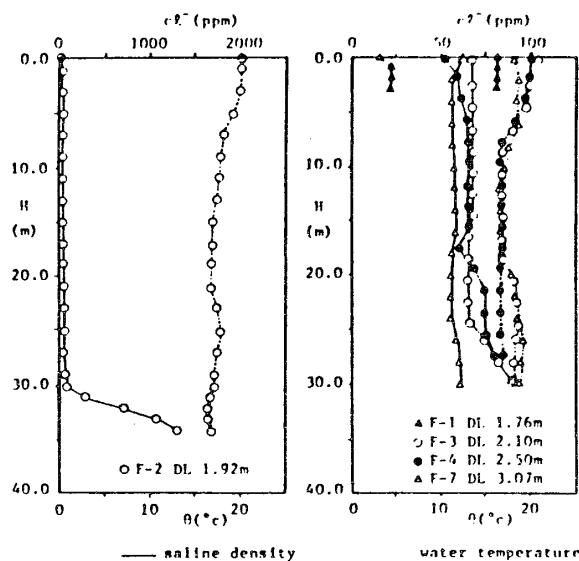 cℓ⁻ (ppm)
0 1000 2000
0.0
10.0
H
(m)
20.0
30.0
40.0
0 10 20
θ(°c)
○ F-2 DL 1.92m
cℓ⁻ (ppm)
0 50 100
0.0
10.0
H
(m)
20.0
30.0
40.0
0 10 20
θ(°c)
▲ F-1 DL 1.76m
○ F-3 DL 2.10m
● F-4 DL 2.50m
△ F-7 DL 3.07m
saline density
water temperature